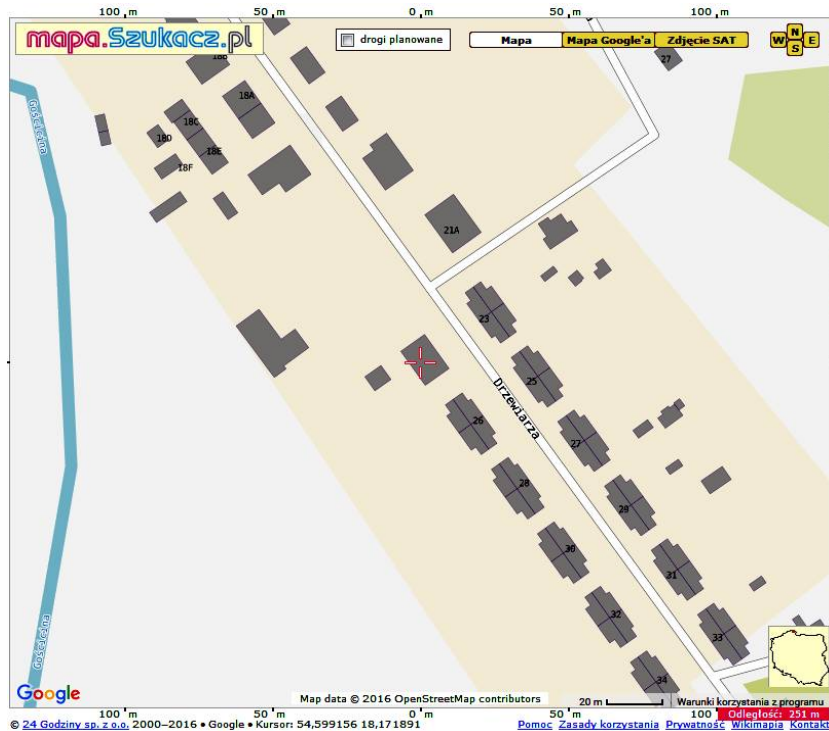 100 m 50 m 0 m 50 m 100 m
mapa.Szukacz.pl
drogi planowane
Mapa Mapa Google'a Zdjęcie SAT
N
W E
S
27
18B
18A
18C
18D
18E
18F
Gościcina
21A
23
25
Drzewiarza
26
27
28
29
30
31
32
33
34
Gościcina
Google
Map data © 2016 OpenStreetMap contributors
20 m
Warunki korzystania z programu
Odległość: 251 m
100 m 50 m 0 m 50 m 100 m
© 24 Godziny sp. z o.o. 2000−2016 • Google • Kursor: 54,599156 18,171891
Pomoc Zasady korzystania Prywatność Wikimapia Kontakt